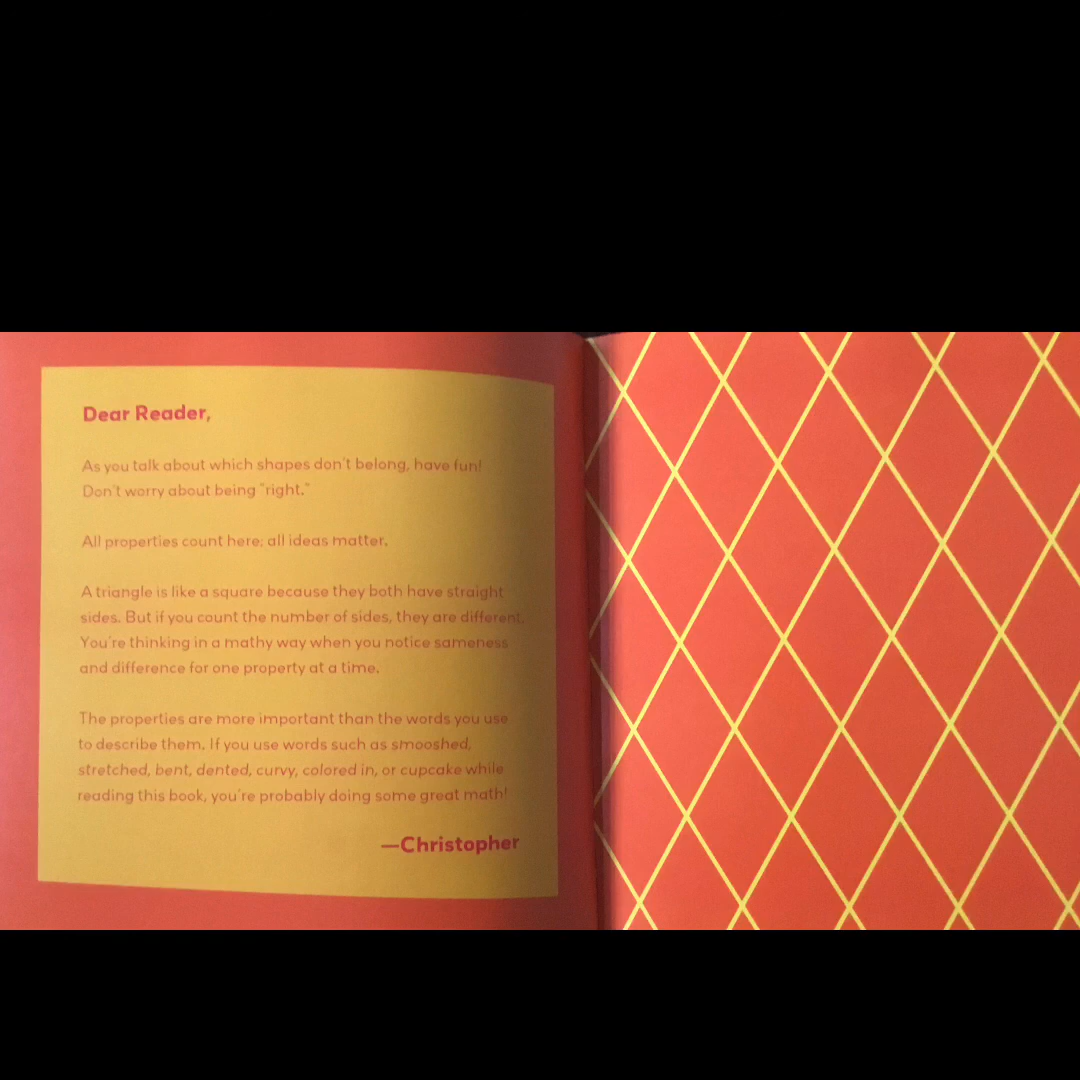 Dear Reader,
As you talk about which shapes don't belong, have fun!
Don't worry about being "right."
All properties count here; all ideas matter.
A triangle is like a square because they both have straight
sides. But if you count the number of sides, they are different.
You're thinking in a mathy way when you notice sameness
and difference for one property at a time.
The properties are more important than the words you use
to describe them. If you use words such as smooshed,
stretched, bent, dented, curvy, colored in, or cupcake while
reading this book, you're probably doing some great math!
—Christopher